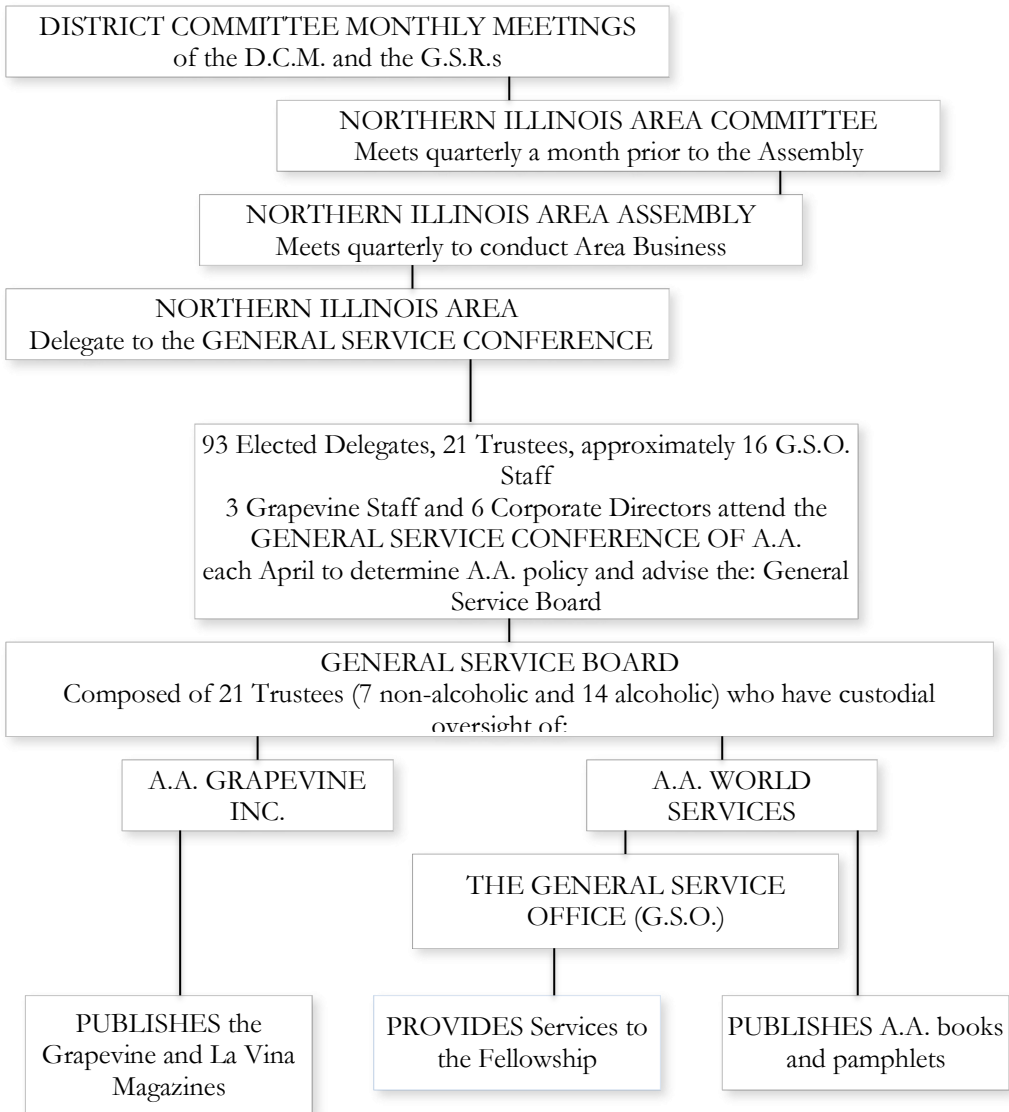 DISTRICT COMMITTEE MONTHLY MEETINGS
of the D.C.M. and the G.S.R.s
NORTHERN ILLINOIS AREA COMMITTEE
Meets quarterly a month prior to the Assembly
NORTHERN ILLINOIS AREA ASSEMBLY
Meets quarterly to conduct Area Business
NORTHERN ILLINOIS AREA
Delegate to the GENERAL SERVICE CONFERENCE
93 Elected Delegates, 21 Trustees, approximately 16 G.S.O.
Staff
3 Grapevine Staff and 6 Corporate Directors attend the
GENERAL SERVICE CONFERENCE OF A.A.
each April to determine A.A. policy and advise the: General
Service Board
GENERAL SERVICE BOARD
Composed of 21 Trustees (7 non-alcoholic and 14 alcoholic) who have custodial
oversight of:
A.A. GRAPEVINE
INC.
A.A. WORLD
SERVICES
THE GENERAL SERVICE
OFFICE (G.S.O.)
PUBLISHES the
Grapevine and La Vina
Magazines
PROVIDES Services to
the Fellowship
PUBLISHES A.A. books
and pamphlets